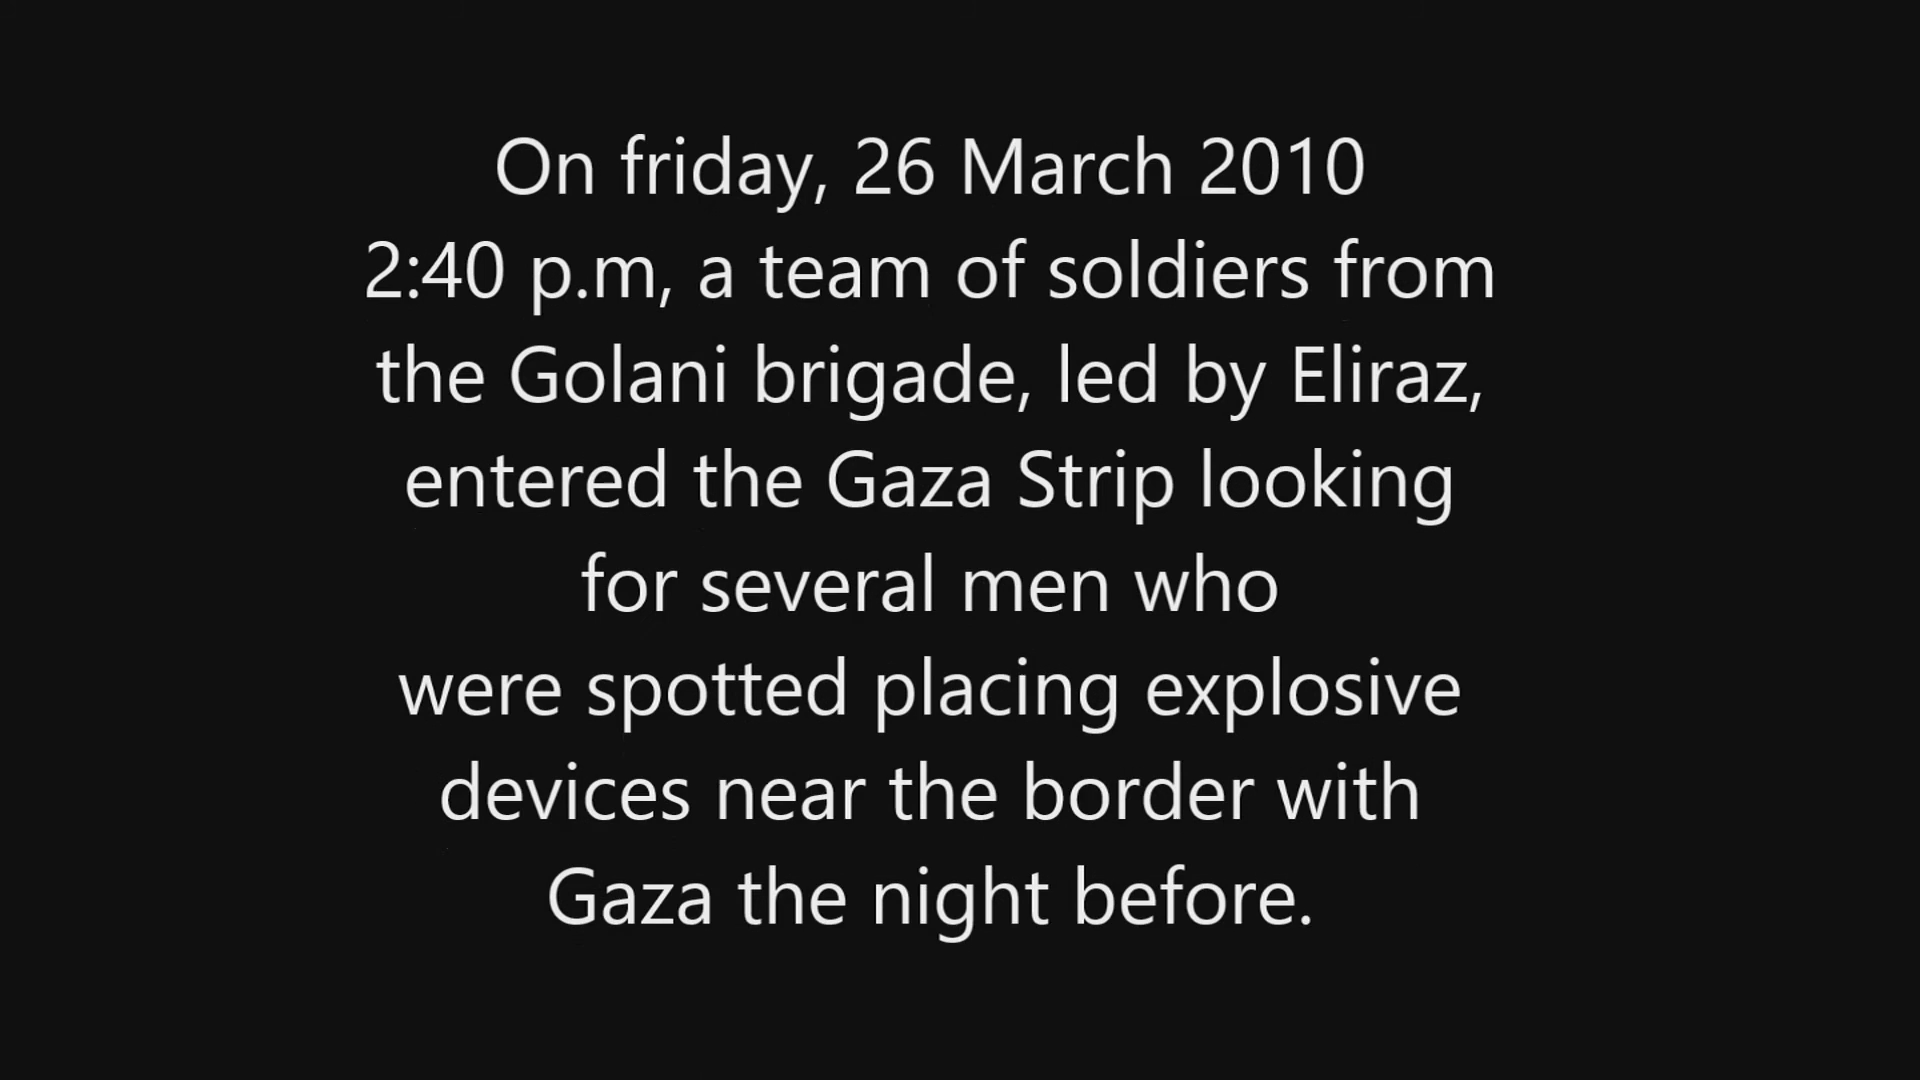 On friday, 26 March 2010
2:40 p.m, a team of soldiers from
the Golani brigade, led by Eliraz,
entered the Gaza Strip looking
for several men who
were spotted placing explosive
devices near the border with
Gaza the night before.